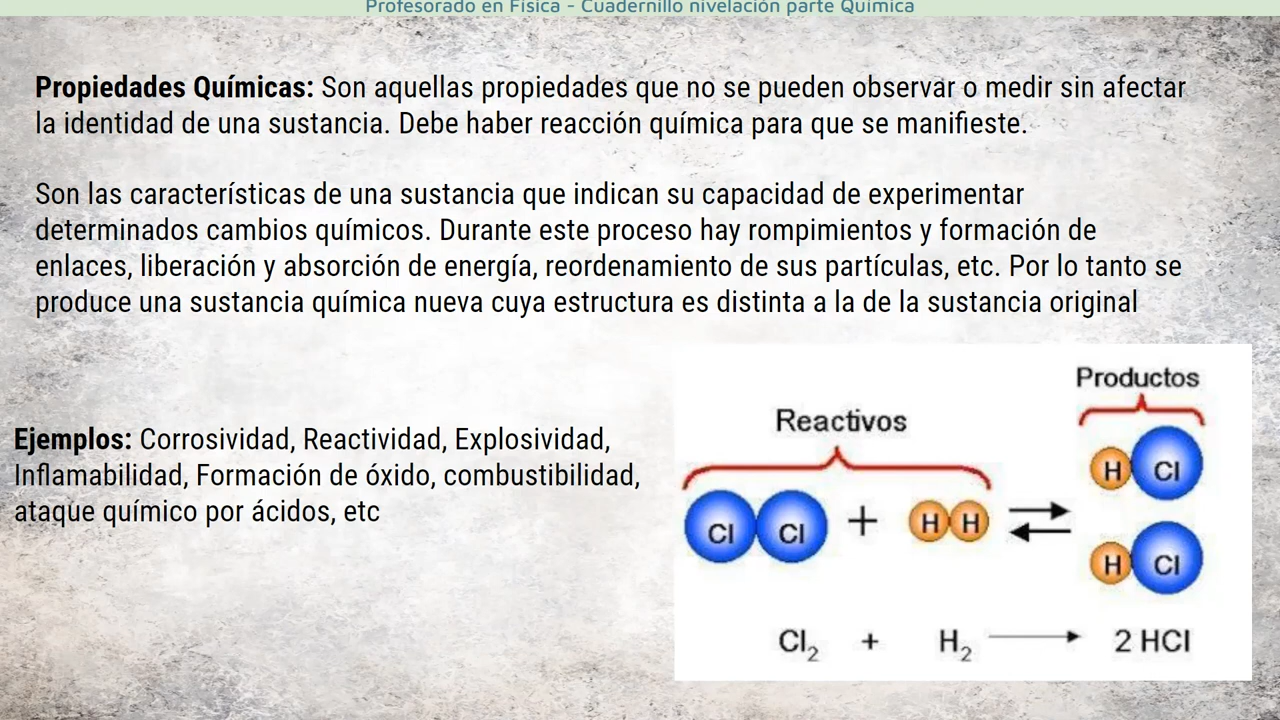 Profesorado en Física - Cuadernillo nivelación parte Química
Propiedades Químicas: Son aquellas propiedades que no se pueden observar o medir sin afectar
la identidad de una sustancia. Debe haber reacción química para que se manifieste.
Son las características de una sustancia que indican su capacidad de experimentar
determinados cambios químicos. Durante este proceso hay rompimientos y formación de
enlaces, liberación y absorción de energía, reordenamiento de sus partículas, etc. Por lo tanto se
produce una sustancia química nueva cuya estructura es distinta a la de la sustancia original
Ejemplos: Corrosividad, Reactividad, Explosividad,
Inflamabilidad, Formación de óxido, combustibilidad,
ataque químico por ácidos, etc
Productos
Reactivos
H Cl
Cl Cl + H H
H Cl
Cl₂ + H₂ → 2 HCl